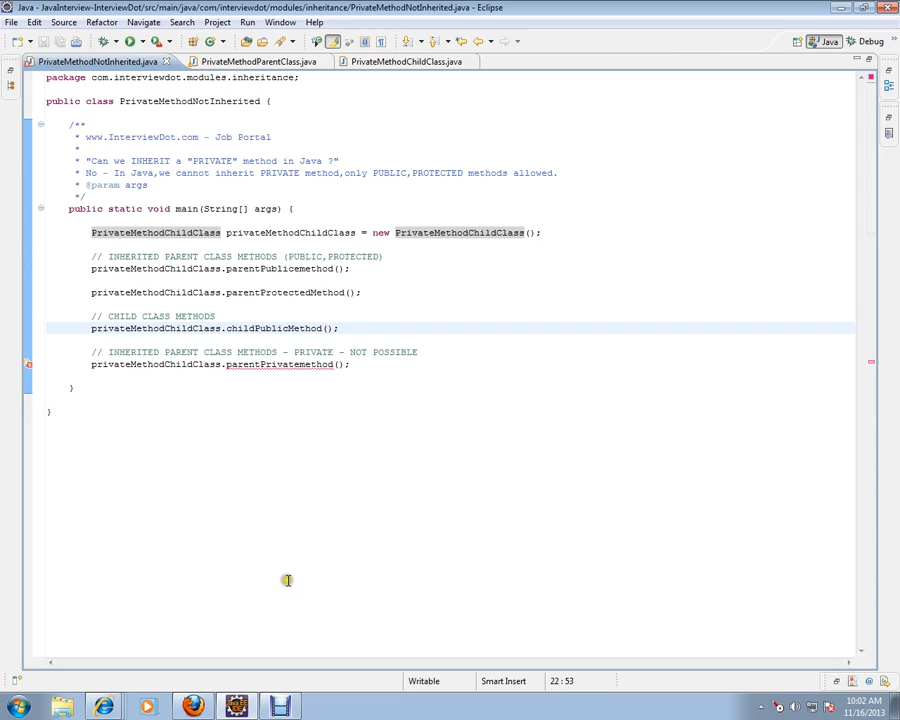 Java - JavaInterview-InterviewDot/src/main/java/com/interviewdot/modules/inheritance/PrivateMethodNotInherited.java - Eclipse
File Edit Source Refactor Navigate Search Project Run Window Help
Java Debug
PrivateMethodNotInherited.java PrivateMethodParentClass.java PrivateMethodChildClass.java
package com.interviewdot.modules.inheritance;
public class PrivateMethodNotInherited {
/**
* www.InterviewDot.com - Job Portal
*
* "Can we INHERIT a "PRIVATE" method in Java ?"
* No - In Java,we cannot inherit PRIVATE method,only PUBLIC,PROTECTED methods allowed.
* @param args
*/
public static void main(String[] args) {
PrivateMethodChildClass privateMethodChildClass = new PrivateMethodChildClass();
// INHERITED PARENT CLASS METHODS (PUBLIC,PROTECTED)
privateMethodChildClass.parentPublicemethod();
privateMethodChildClass.parentProtectedMethod();
// CHILD CLASS METHODS
privateMethodChildClass.childPublicMethod();
// INHERITED PARENT CLASS METHODS - PRIVATE - NOT POSSIBLE
privateMethodChildClass.parentPrivatemethod();
}
}
Writable Smart Insert 22 : 53
10:02 AM
11/16/2013